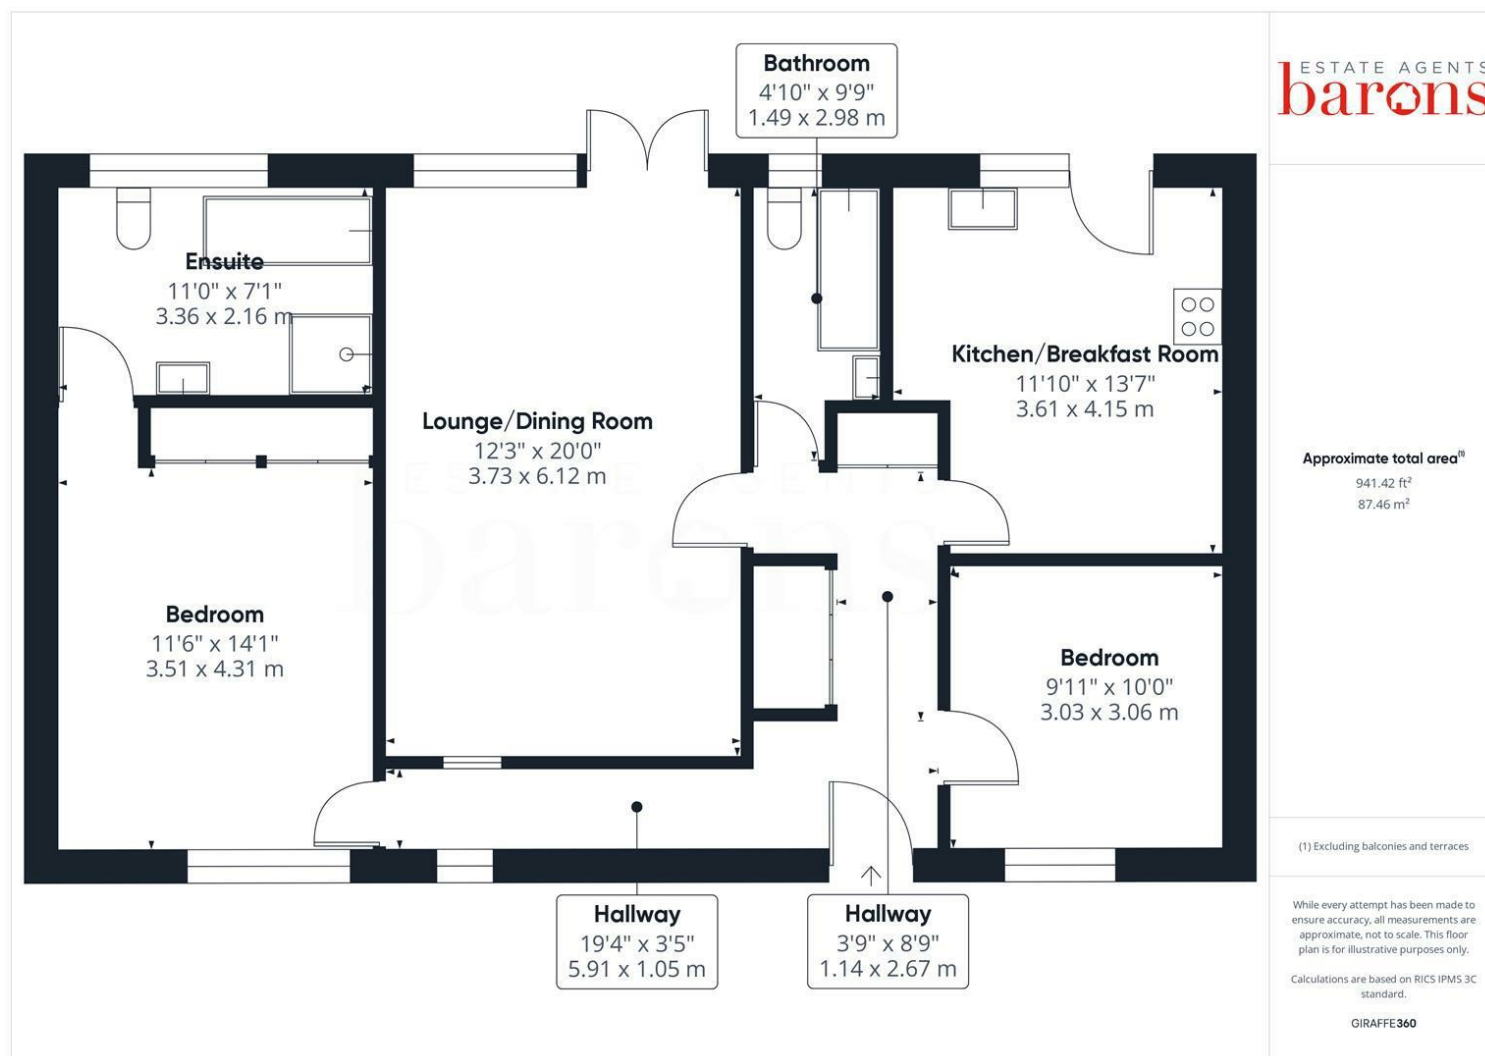 Bathroom
4'10" x 9'9"
1.49 x 2.98 m
ESTATE AGENTS
barons
Ensuite
11'0" x 7'1"
3.36 x 2.16 m
Kitchen/Breakfast Room
11'10" x 13'7"
3.61 x 4.15 m
Lounge/Dining Room
12'3" x 20'0"
3.73 x 6.12 m
ESTATE AGENTS
barons
Bedroom
11'6" x 14'1"
3.51 x 4.31 m
Bedroom
9'11" x 10'0"
3.03 x 3.06 m
Hallway
19'4" x 3'5"
5.91 x 1.05 m
Hallway
3'9" x 8'9"
1.14 x 2.67 m
Approximate total area(1)
941.42 ft²
87.46 m²
(1) Excluding balconies and terraces
While every attempt has been made to
ensure accuracy, all measurements are
approximate, not to scale. This floor
plan is for illustrative purposes only.
Calculations are based on RICS IPMS 3C
standard.
GIRAFFE360